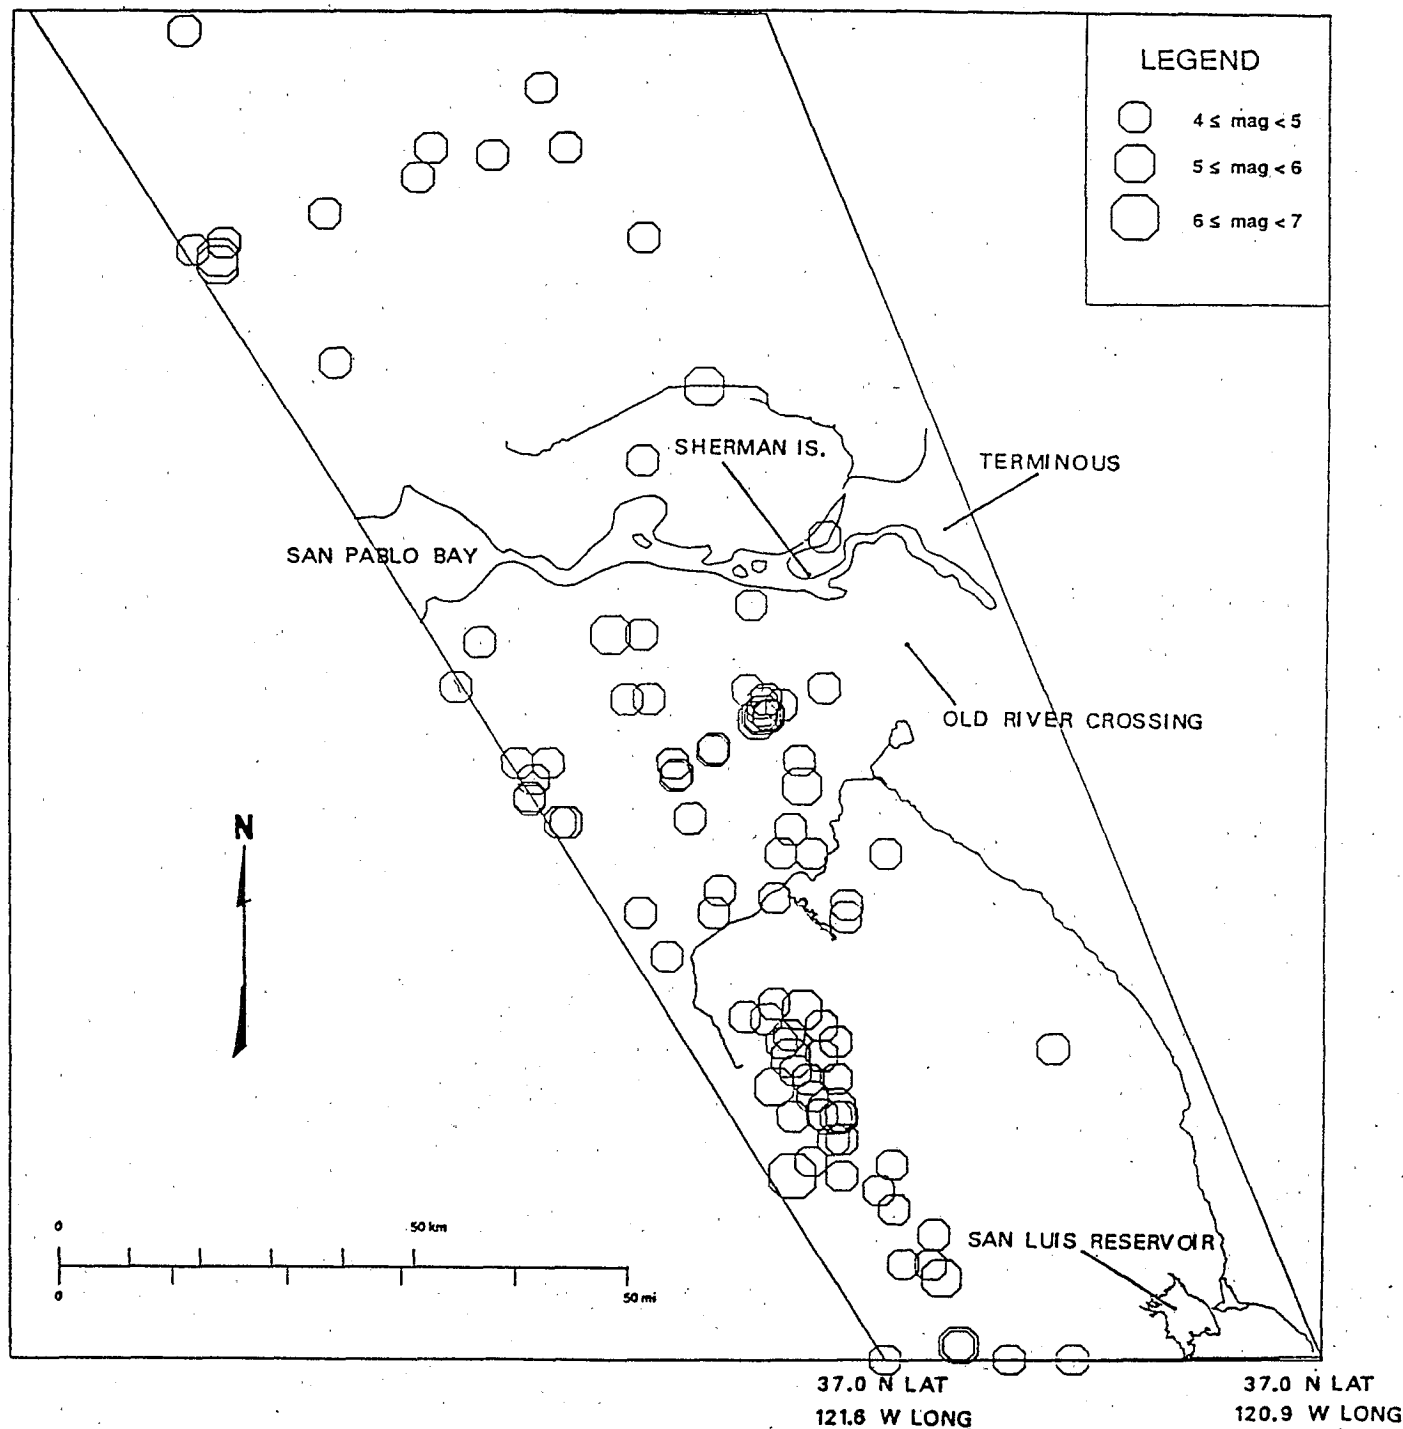 LEGEND
4 ≤ mag < 5
5 ≤ mag < 6
6 ≤ mag < 7
SHERMAN IS.
TERMINOUS
SAN PABLO BAY
OLD RIVER CROSSING
N
0 50 km
SAN LUIS RESERVOIR
0 50 mi
37.0 N LAT
121.6 W LONG
37.0 N LAT
120.9 W LONG